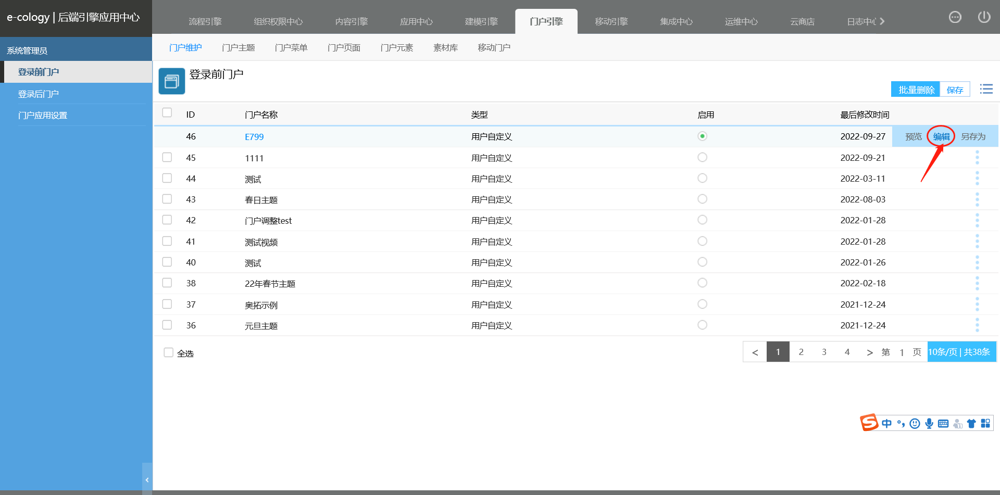 e-cology | 后端引擎应用中心
流程引擎 组织权限中心 内容引擎 应用中心 建模引擎 门户引擎 移动引擎 集成中心 运维中心 云商店 日志中心
系统管理员
门户维护 门户主题 门户菜单 门户页面 门户元素 素材库 移动门户
登录前门户
登录后门户
门户应用设置
登录前门户
批量删除 保存
ID 门户名称 类型 启用 最后修改时间
46 E799 用户自定义 2022-09-27 预览 编辑 另存为
45 1111 用户自定义 2022-09-21
44 测试 用户自定义 2022-03-11
43 春日主题 用户自定义 2022-08-03
42 门户调整test 用户自定义 2022-01-28
41 测试视频 用户自定义 2022-01-28
40 测试 用户自定义 2022-01-26
38 22年春节主题 用户自定义 2022-02-18
37 奥拓示例 用户自定义 2021-12-24
36 元旦主题 用户自定义 2021-12-24
全选
< 1 2 3 4 > 第 1 页 10条/页 | 共38条
S 中